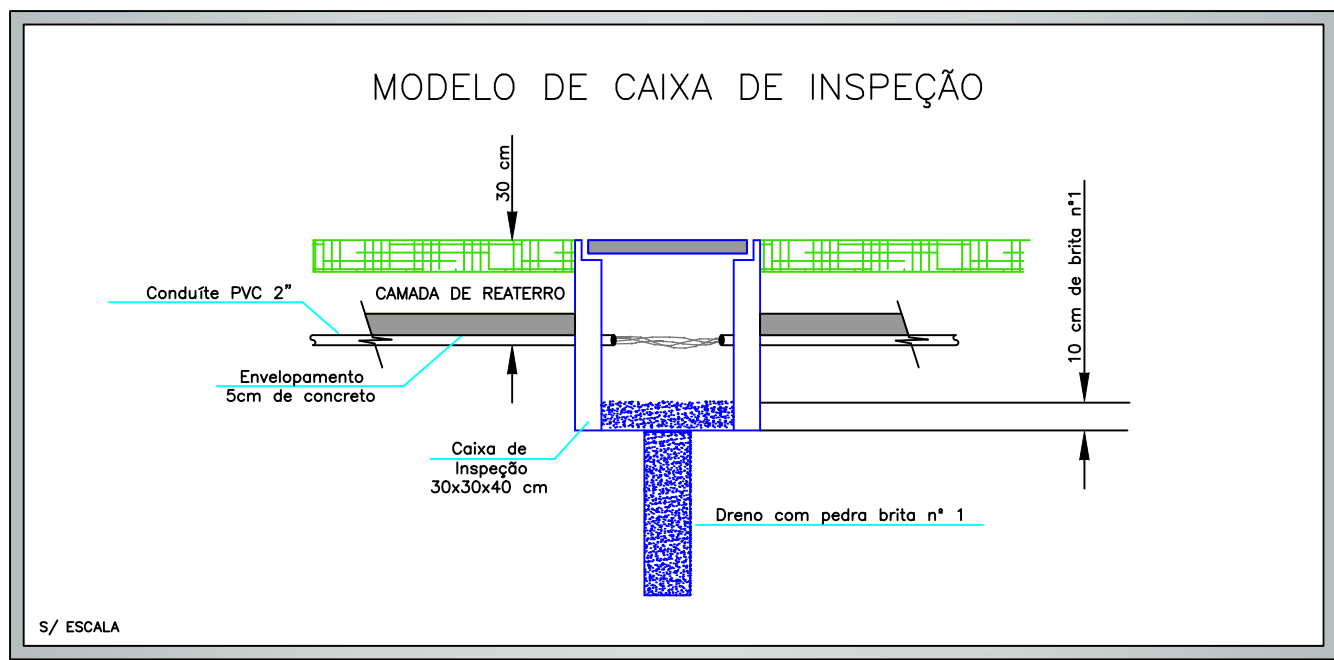 MODELO DE CAIXA DE INSPEÇÃO
30 cm
10 cm de brita nº1
Conduíte PVC 2"
CAMADA DE REATERRO
Envelopamento
5cm de concreto
Caixa de
Inspeção
30x30x40 cm
Dreno com pedra brita nº 1
S/ ESCALA